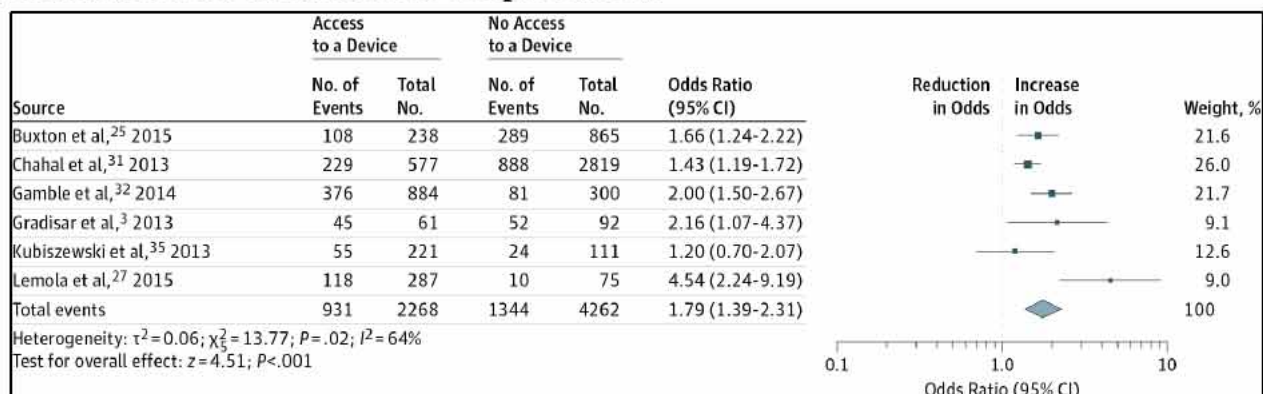 Access to a Device No Access to a Device
Source No. of Events Total No. No. of Events Total No. Odds Ratio (95% CI) Reduction in Odds Increase in Odds Weight, %
Buxton et al,25 2015 108 238 289 865 1.66 (1.24-2.22) 21.6
Chahal et al,31 2013 229 577 888 2819 1.43 (1.19-1.72) 26.0
Gamble et al,32 2014 376 884 81 300 2.00 (1.50-2.67) 21.7
Gradisar et al,3 2013 45 61 52 92 2.16 (1.07-4.37) 9.1
Kubiszewski et al,35 2013 55 221 24 111 1.20 (0.70-2.07) 12.6
Lemola et al,27 2015 118 287 10 75 4.54 (2.24-9.19) 9.0
Total events 931 2268 1344 4262 1.79 (1.39-2.31) 100
Heterogeneity: τ2=0.06; χ25=13.77; P=.02; I2=64%
Test for overall effect: z=4.51; P<.001
0.1 1.0 10
Odds Ratio (95% CI)